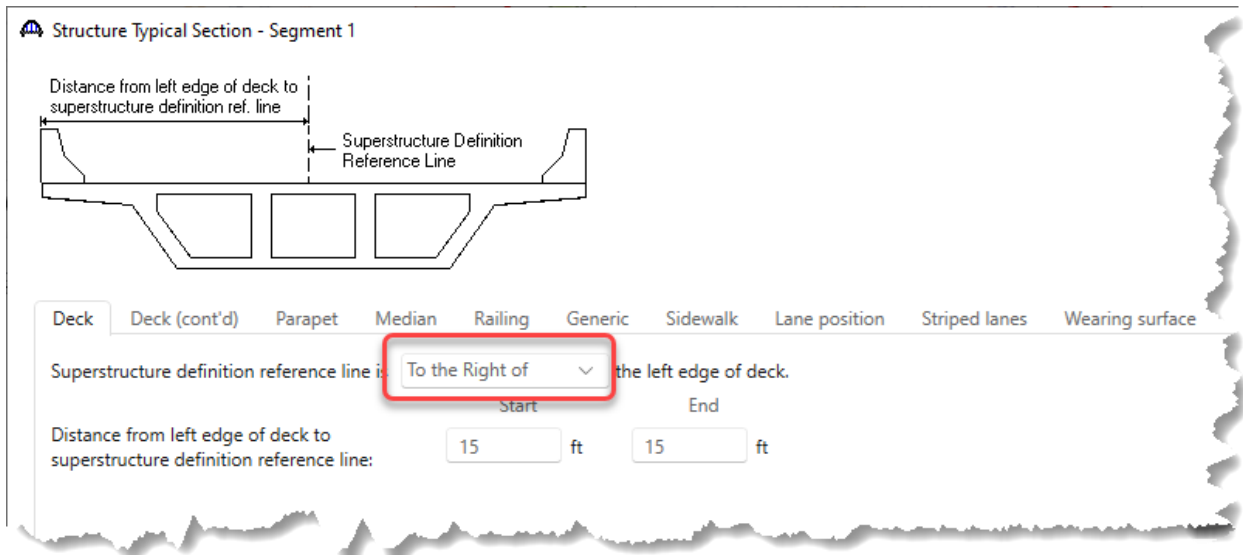 Structure Typical Section - Segment 1
Distance from left edge of deck to
superstructure definition ref. line
Superstructure Definition
Reference Line
Deck Deck (cont'd) Parapet Median Railing Generic Sidewalk Lane position Striped lanes Wearing surface
Superstructure definition reference line is To the Right of the left edge of deck.
Start End
Distance from left edge of deck to
superstructure definition reference line: 15 ft 15 ft